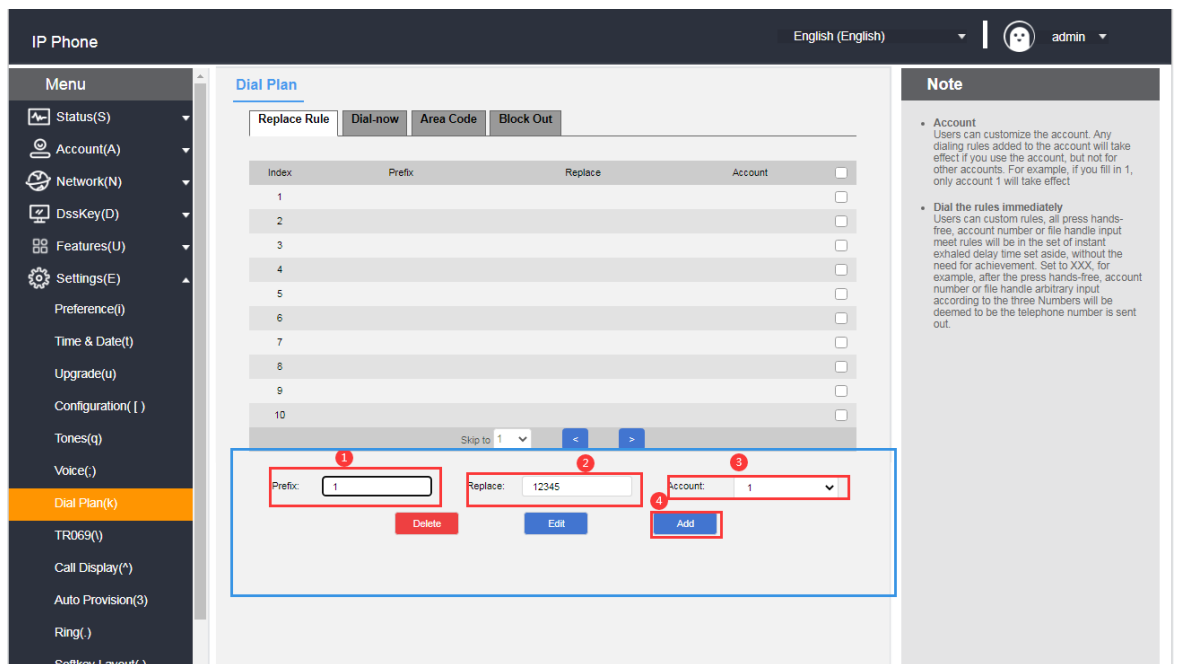 IP Phone
English (English)
admin
Menu
Status(S)
Account(A)
Network(N)
DssKey(D)
Features(U)
Settings(E)
Preference(i)
Time & Date(t)
Upgrade(u)
Configuration( [ )
Tones(q)
Voice(;)
Dial Plan(k)
TR069(\)
Call Display(^)
Auto Provision(3)
Ring(.)
Dial Plan
Replace Rule Dial-now Area Code Block Out
Index Prefix Replace Account
1
2
3
4
5
6
7
8
9
10
Skip to 1 < >
1 2 3
Prefix: 1 Replace: 12345 Account: 1
4
Delete Edit Add
Note
Account
Users can customize the account. Any
dialing rules added to the account will take
effect if you use the account, but not for
other accounts. For example, if you fill in 1,
only account 1 will take effect
Dial the rules immediately
Users can custom rules, all press hands-
free, account number or file handle input
meet rules will be in the set of instant
exhaled delay time set aside, without the
need for achievement. Set to XXX, for
example, after the press hands-free, account
number or file handle arbitrary input
according to the three Numbers will be
deemed to be the telephone number is sent
out.